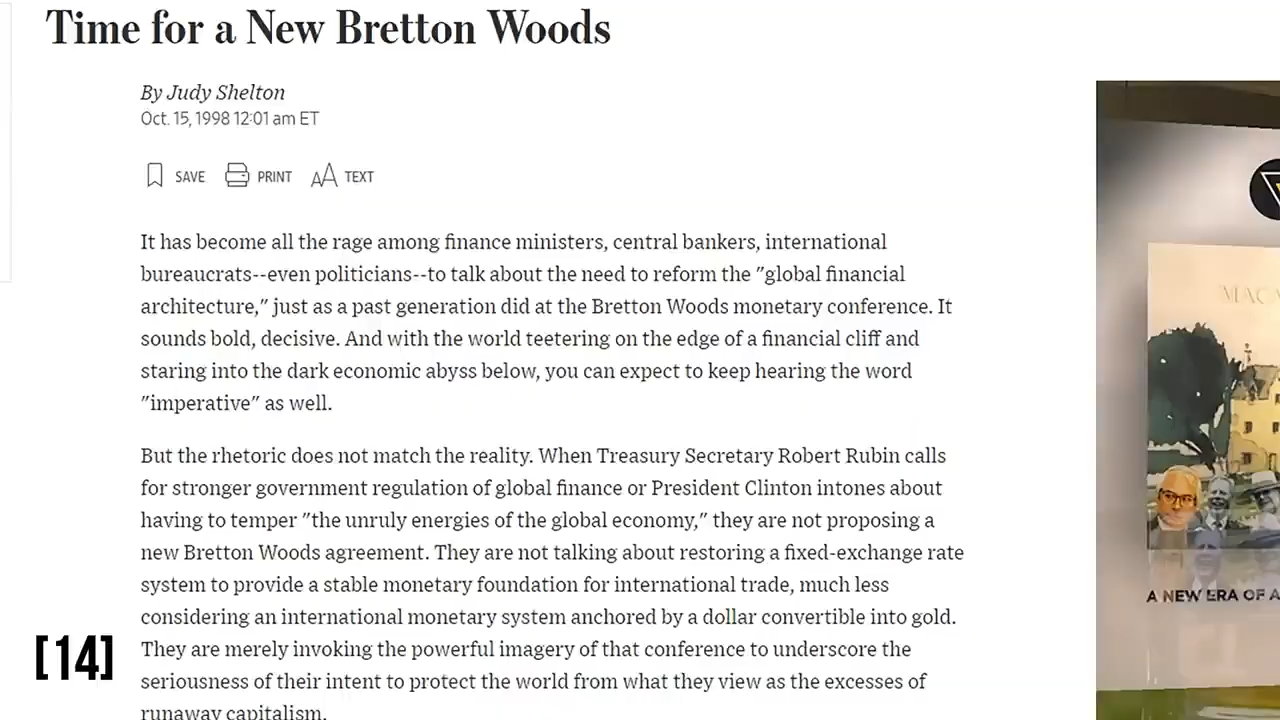 Time for a New Bretton Woods
By Judy Shelton
Oct. 15, 1998 12:01 am ET
SAVE PRINT AA TEXT
It has become all the rage among finance ministers, central bankers, international
bureaucrats--even politicians--to talk about the need to reform the "global financial
architecture," just as a past generation did at the Bretton Woods monetary conference. It
sounds bold, decisive. And with the world teetering on the edge of a financial cliff and
staring into the dark economic abyss below, you can expect to keep hearing the word
"imperative" as well.
But the rhetoric does not match the reality. When Treasury Secretary Robert Rubin calls
for stronger government regulation of global finance or President Clinton intones about
having to temper "the unruly energies of the global economy," they are not proposing a
new Bretton Woods agreement. They are not talking about restoring a fixed-exchange rate
system to provide a stable monetary foundation for international trade, much less
considering an international monetary system anchored by a dollar convertible into gold.
They are merely invoking the powerful imagery of that conference to underscore the
seriousness of their intent to protect the world from what they view as the excesses of
runaway capitalism.
[14]
A NEW ERA OF A